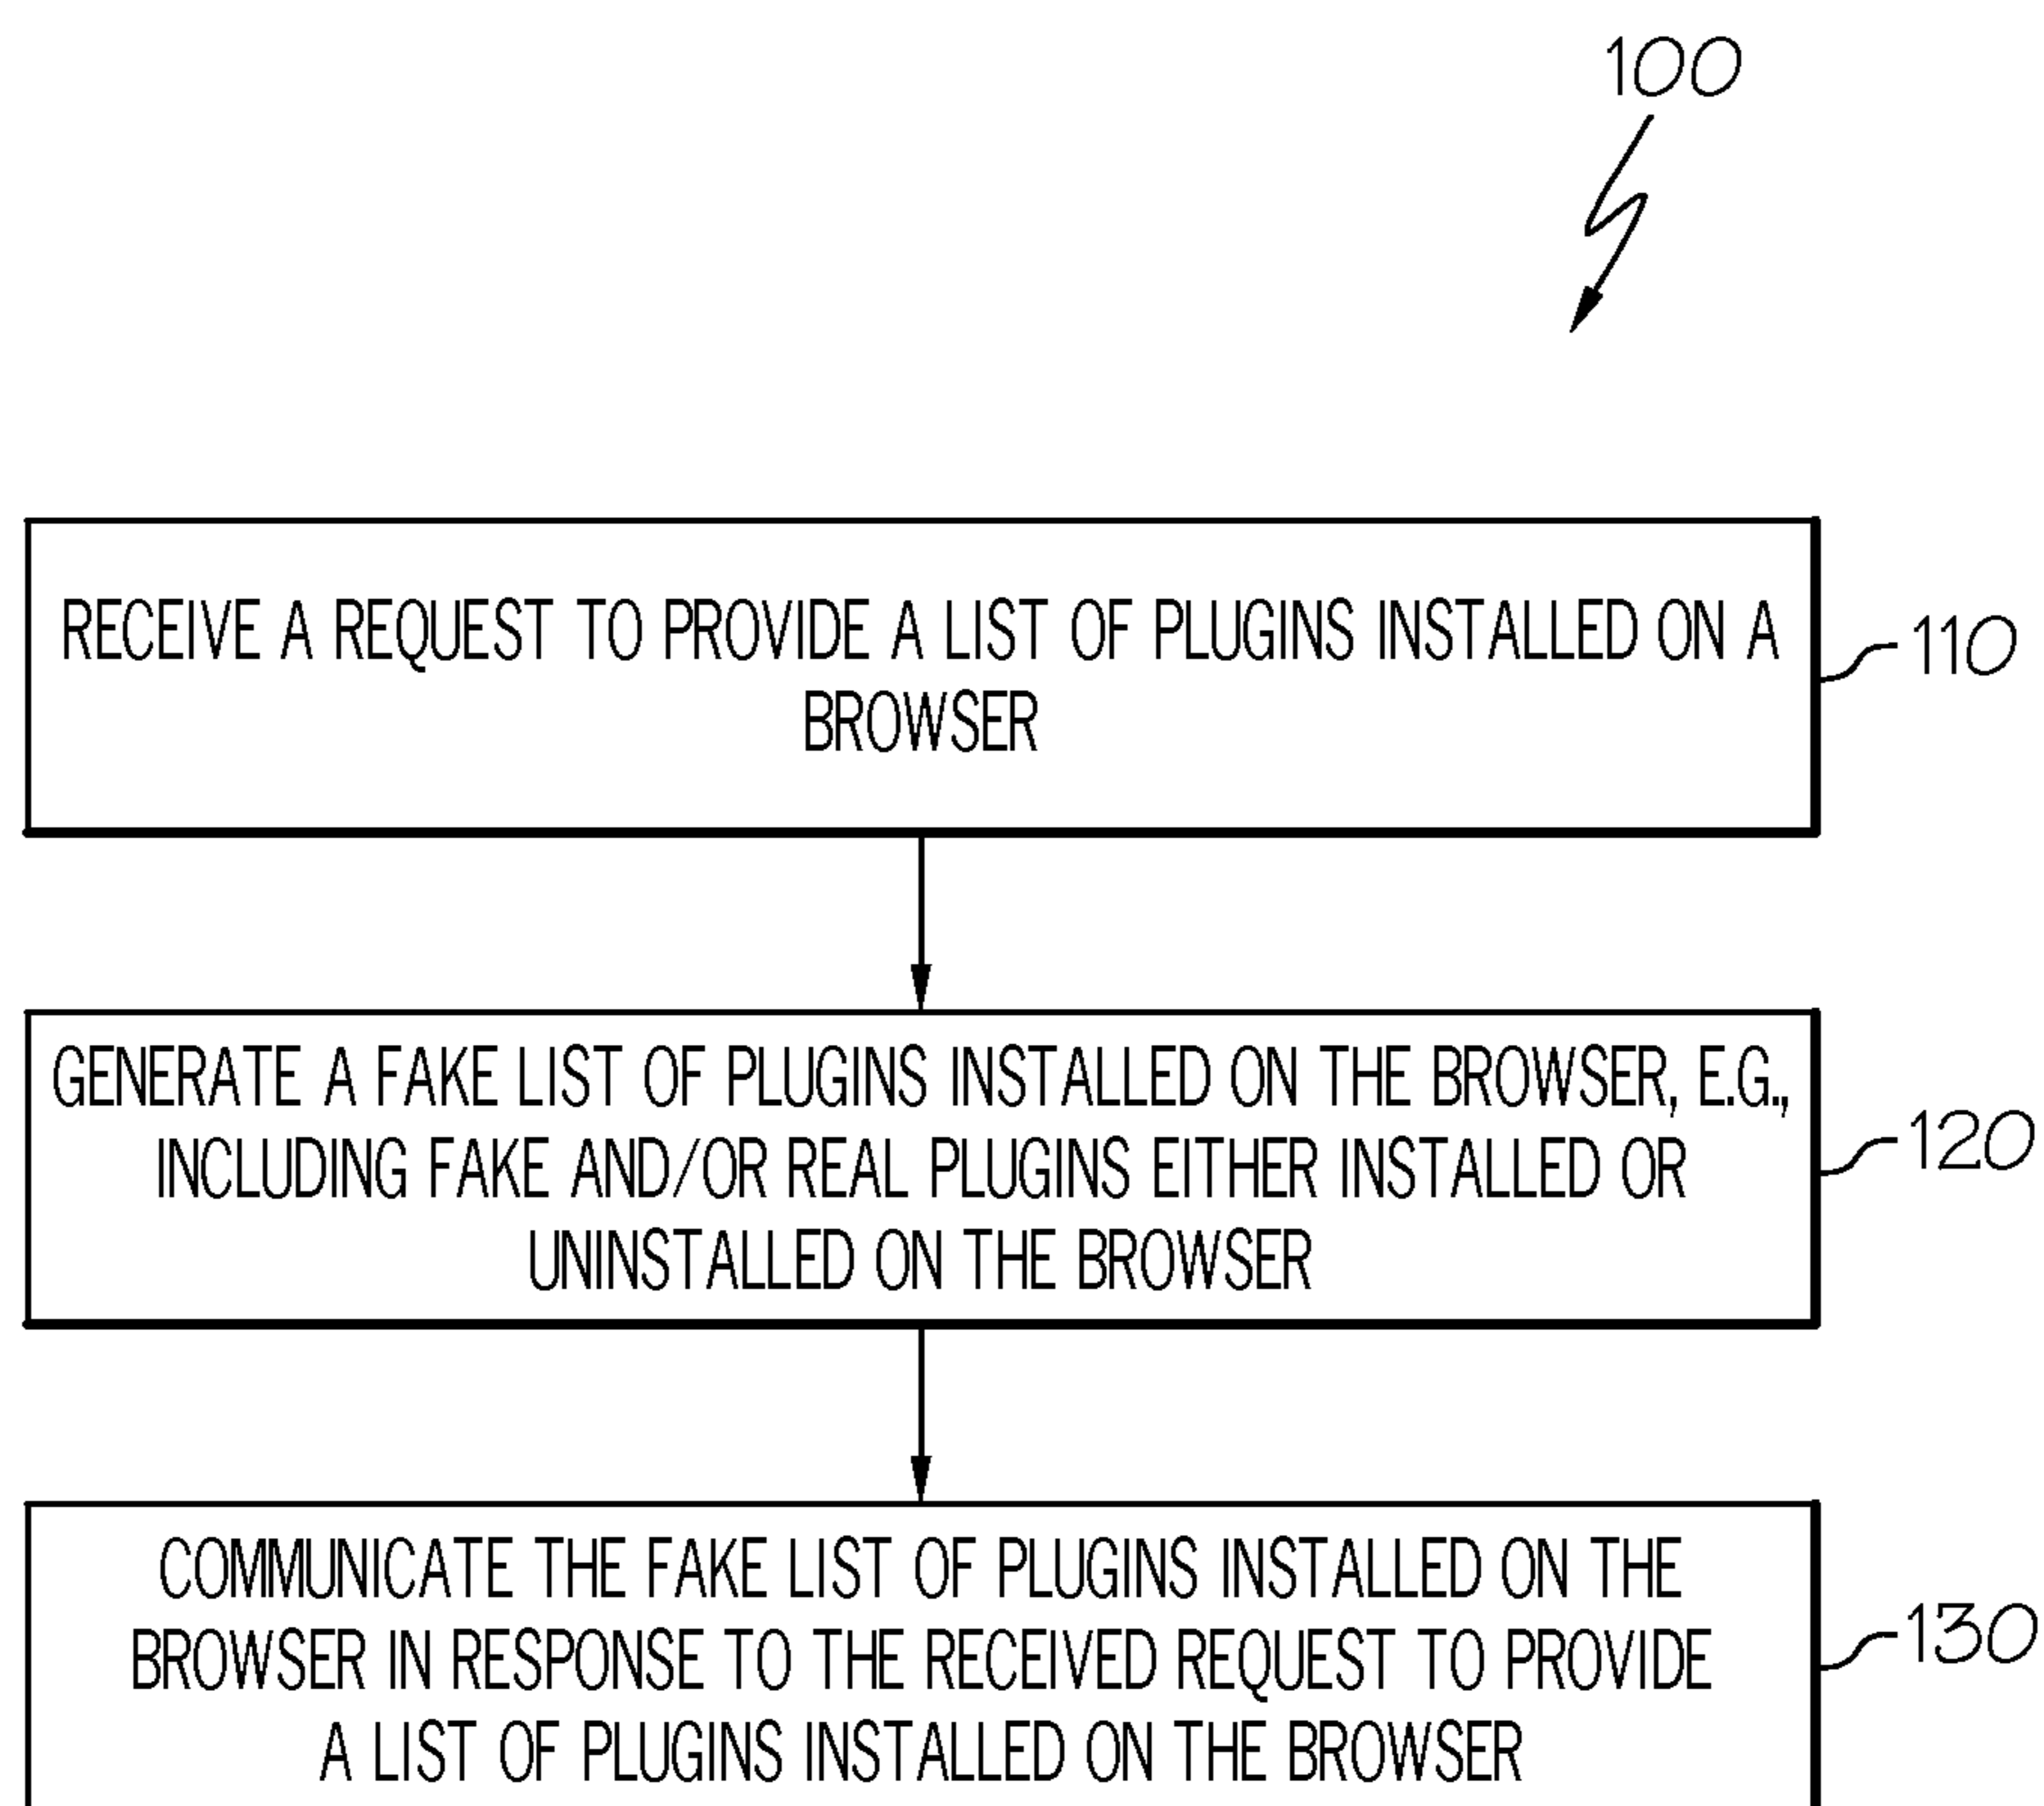 100
RECEIVE A REQUEST TO PROVIDE A LIST OF PLUGINS INSTALLED ON A
BROWSER
110
GENERATE A FAKE LIST OF PLUGINS INSTALLED ON THE BROWSER, E.G.,
INCLUDING FAKE AND/OR REAL PLUGINS EITHER INSTALLED OR
UNINSTALLED ON THE BROWSER
120
COMMUNICATE THE FAKE LIST OF PLUGINS INSTALLED ON THE
BROWSER IN RESPONSE TO THE RECEIVED REQUEST TO PROVIDE
A LIST OF PLUGINS INSTALLED ON THE BROWSER
130